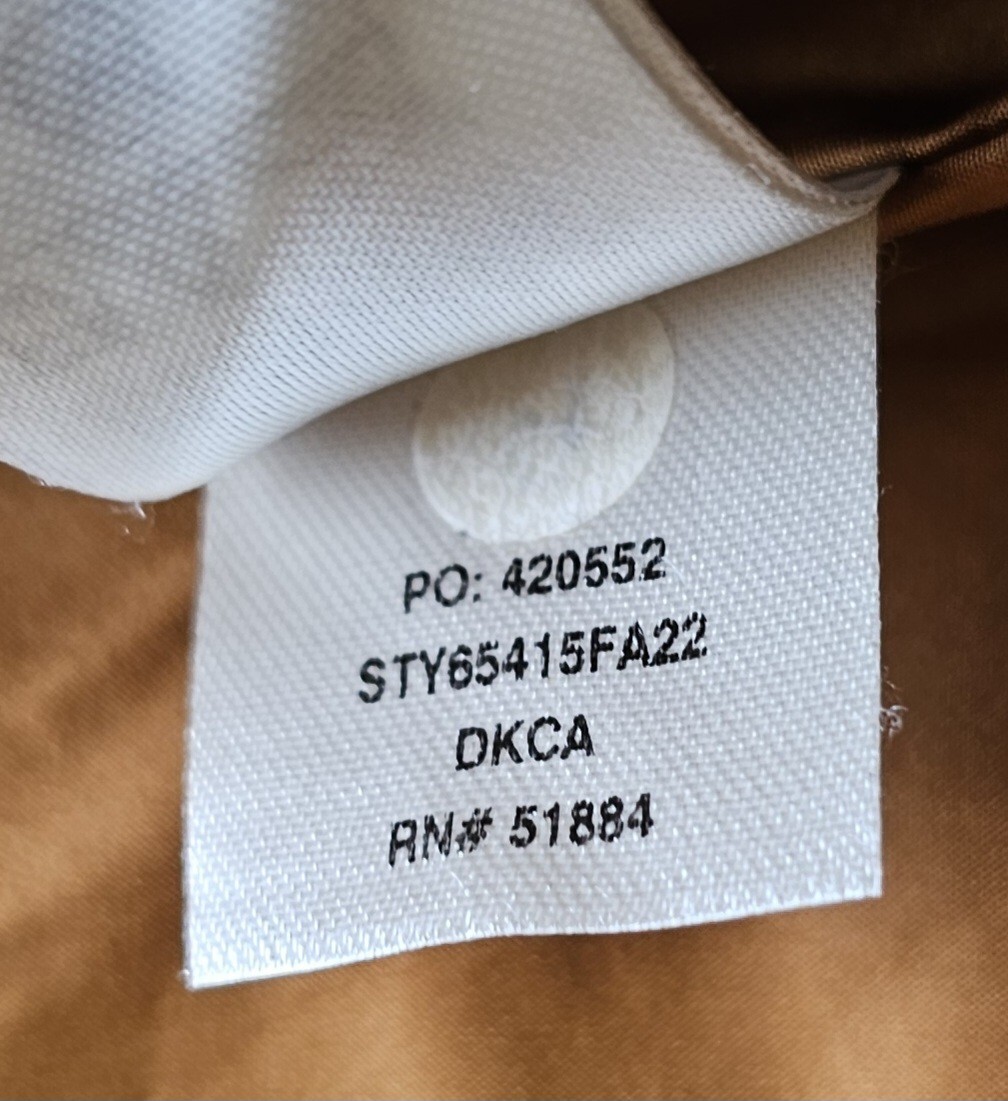 PO: 420552
STY65415FA22
DKCA
RN# 51884